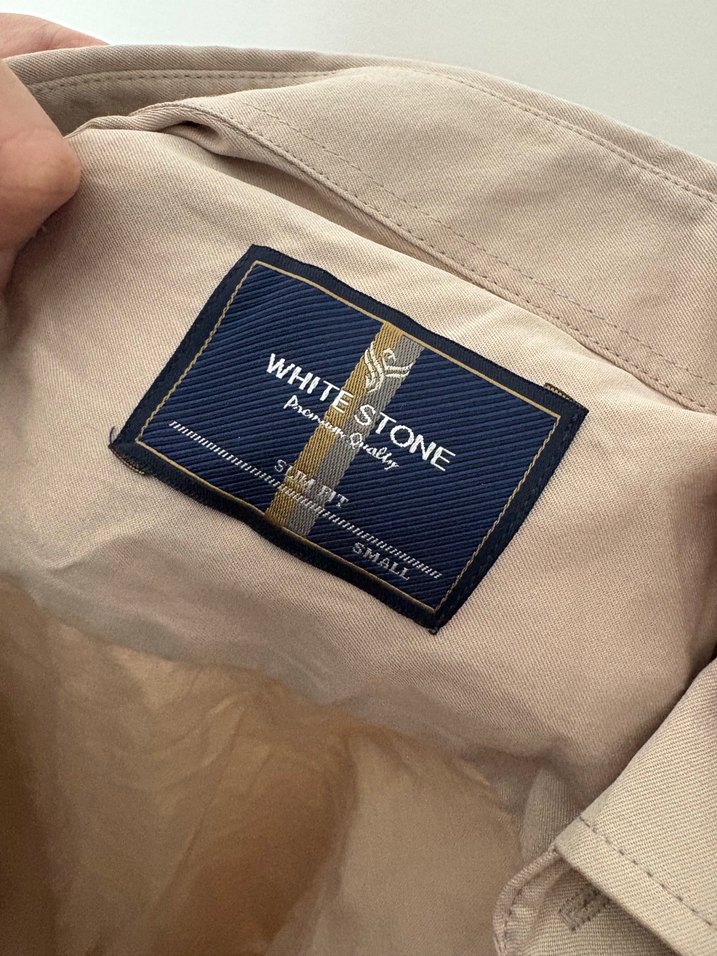 WHITE STONE
Premium Quality
SLIM FIT
SMALL